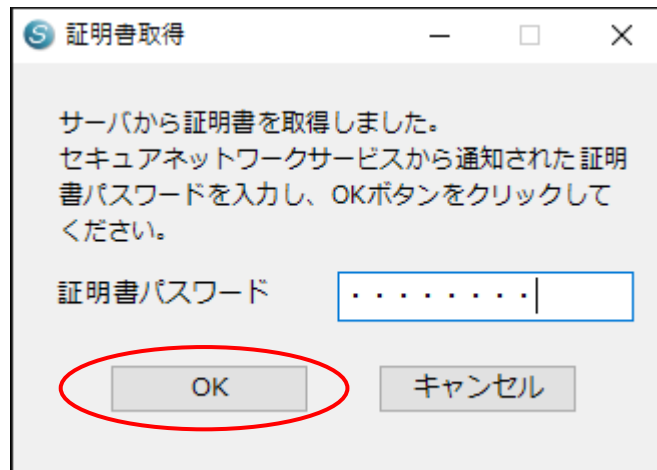 証明書取得
サーバから証明書を取得しました。
セキュアネットワークサービスから通知された証明
書パスワードを入力し、OKボタンをクリックして
ください。
証明書パスワード ・・・・・・・・
OK キャンセル